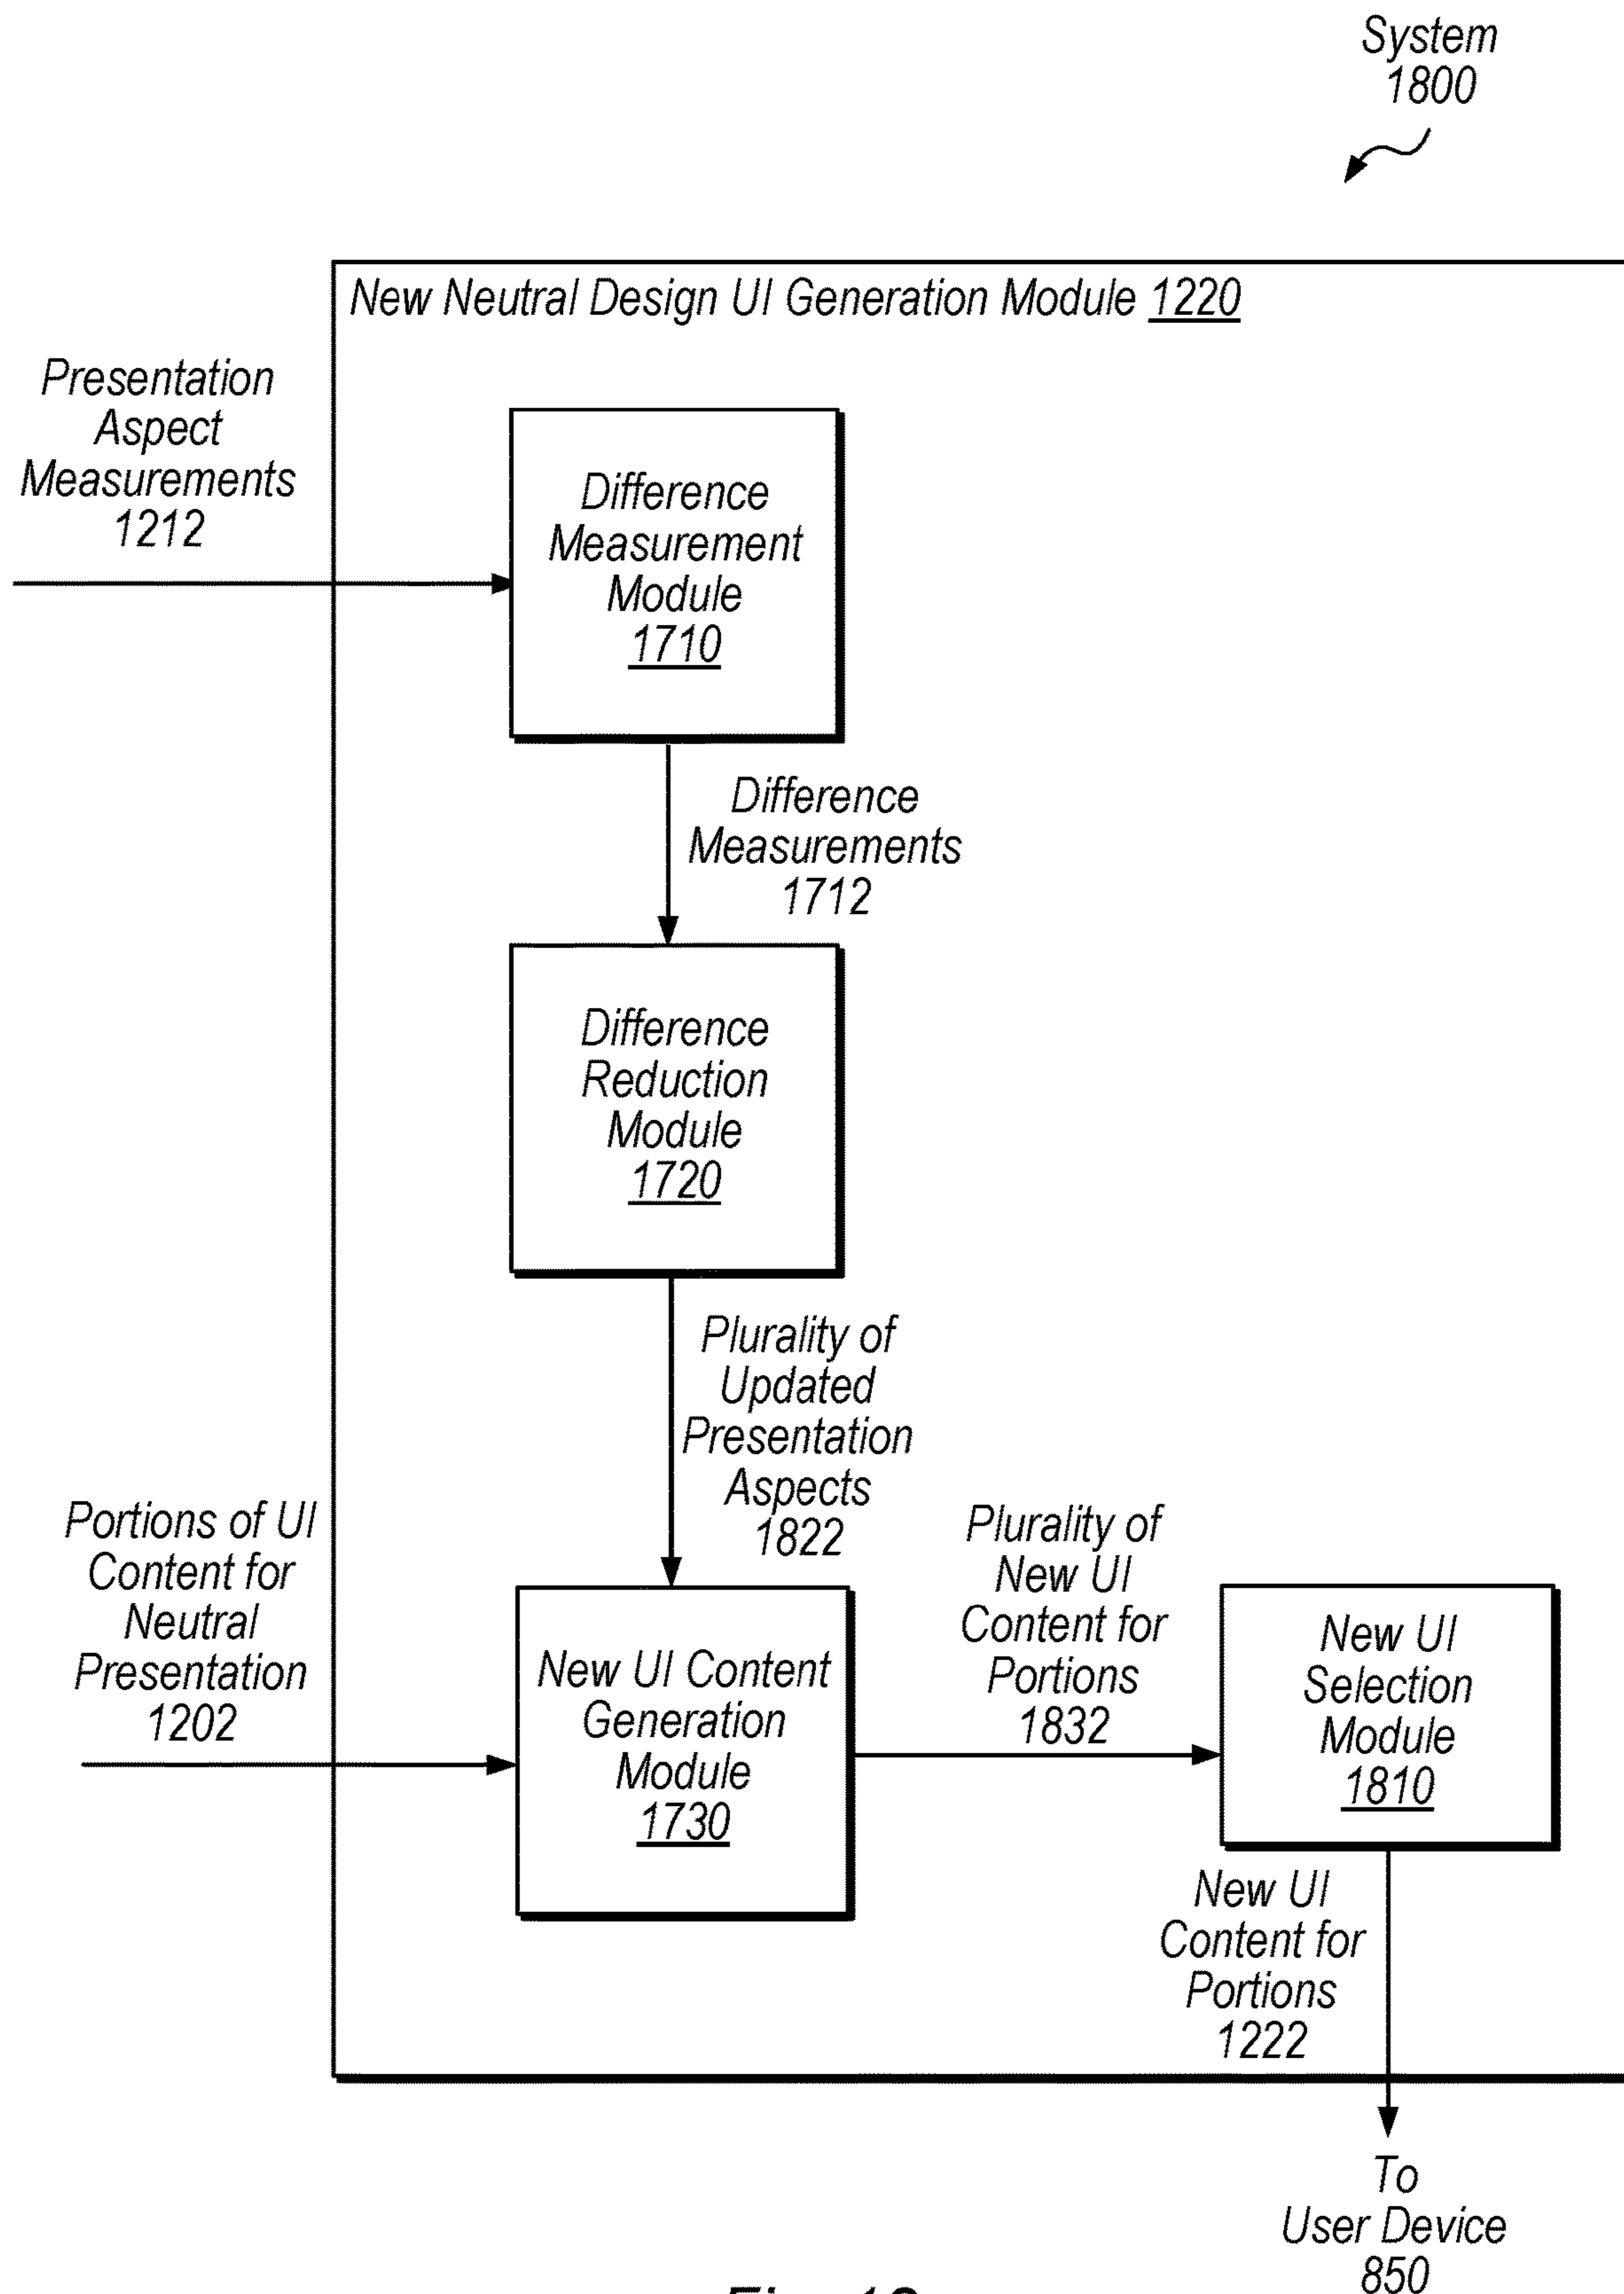 System
1800
New Neutral Design UI Generation Module 1220
Presentation
Aspect
Measurements
1212
Difference
Measurement
Module
1710
Difference
Measurements
1712
Difference
Reduction
Module
1720
Plurality of
Updated
Presentation
Aspects
1822
Portions of UI
Content for
Neutral
Presentation
1202
New UI Content
Generation
Module
1730
Plurality of
New UI
Content for
Portions
1832
New UI
Selection
Module
1810
New UI
Content for
Portions
1222
To
User Device
850